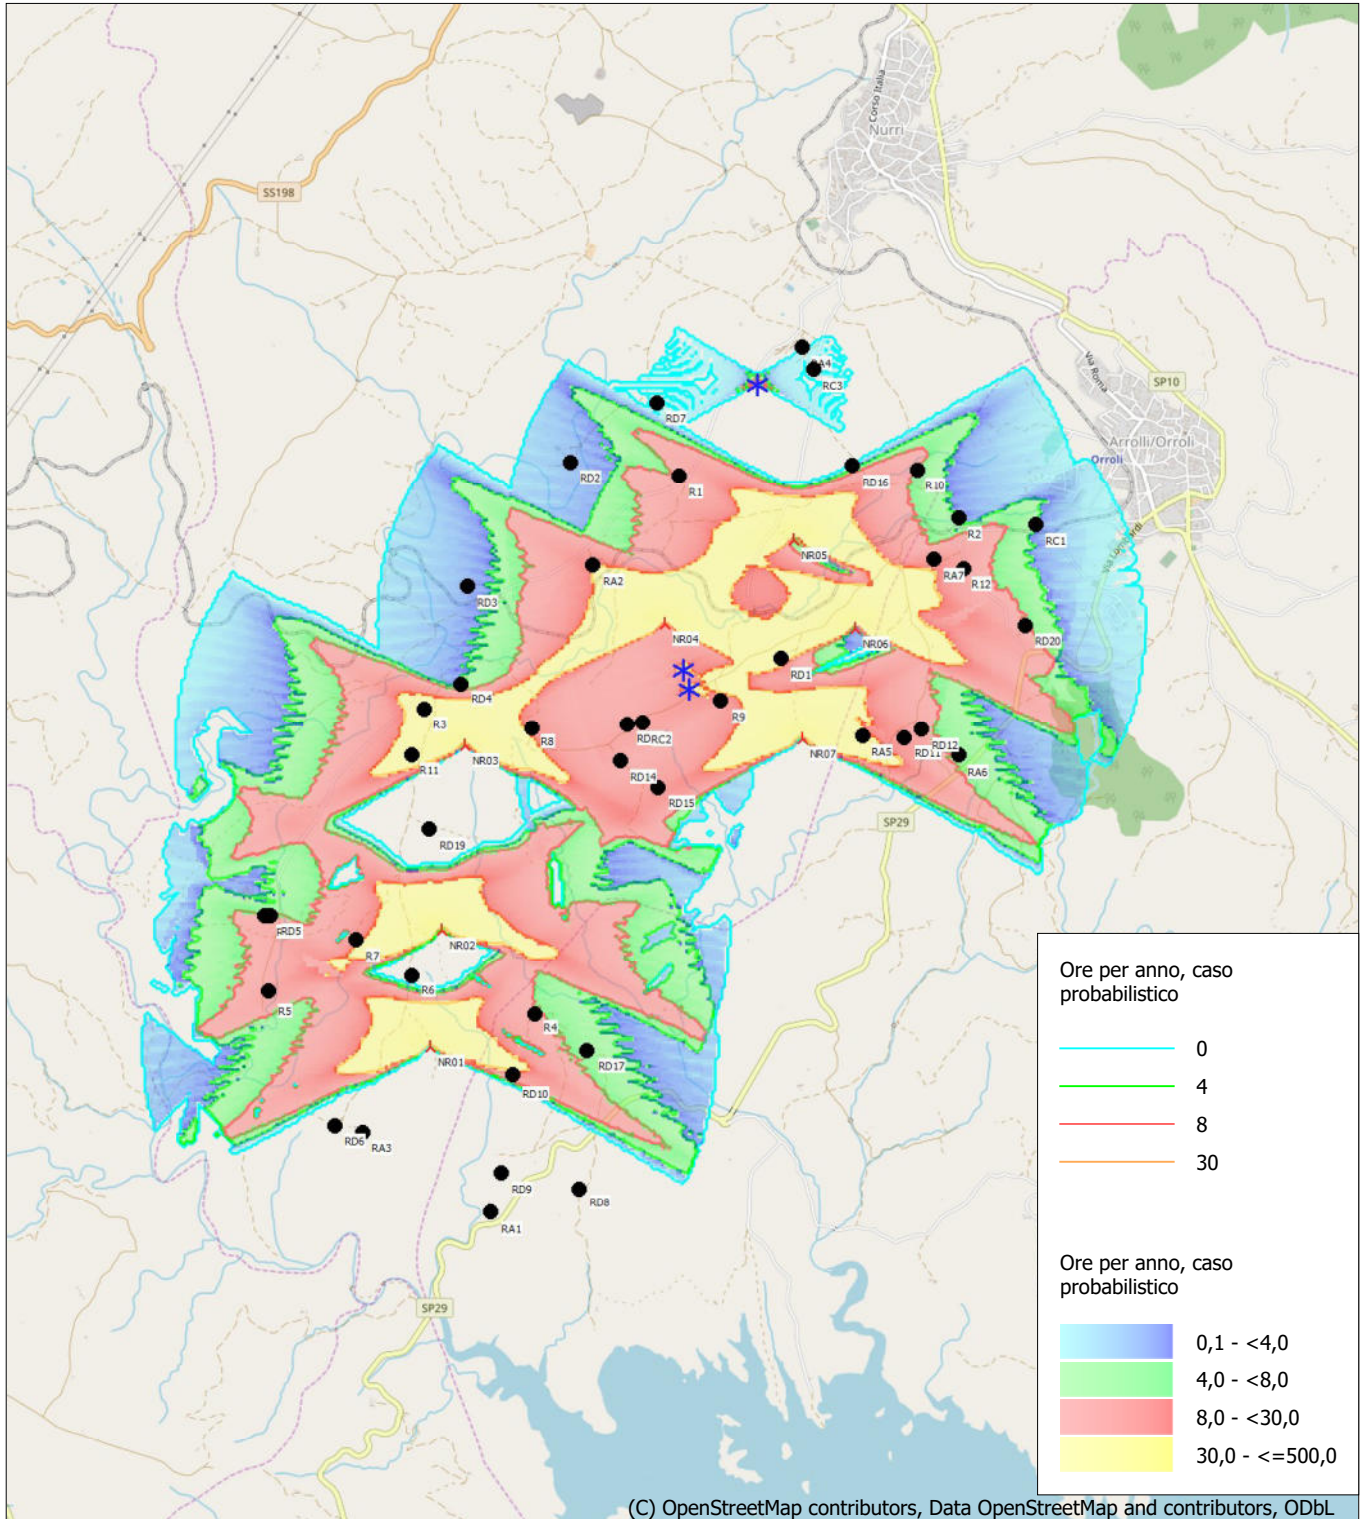 Corso Italia
Nurri
SS198
Via Roma
SP10
Arrolli/Orroli
Orroli
RC3
RD7
RD2
R1
RD16
R10
R2
RC1
NR05
RA7
R12
RA2
RD3
NR04
NR06
RD20
RD1
RD4
R3
R9
R8
RC2
NR07
RA5
RD11
RD12
RA6
R11
NR03
RD14
RD15
SP29
RD19
RD5
R7
NR02
R6
R5
R4
NR01
RD17
RD10
RD6
RA3
RD9
RD8
RA1
SP29
Ore per anno, caso
probabilistico
0
4
8
30
Ore per anno, caso
probabilistico
0,1 - <4,0
4,0 - <8,0
8,0 - <30,0
30,0 - <=500,0
(C) OpenStreetMap contributors, Data OpenStreetMap and contributors, ODbL